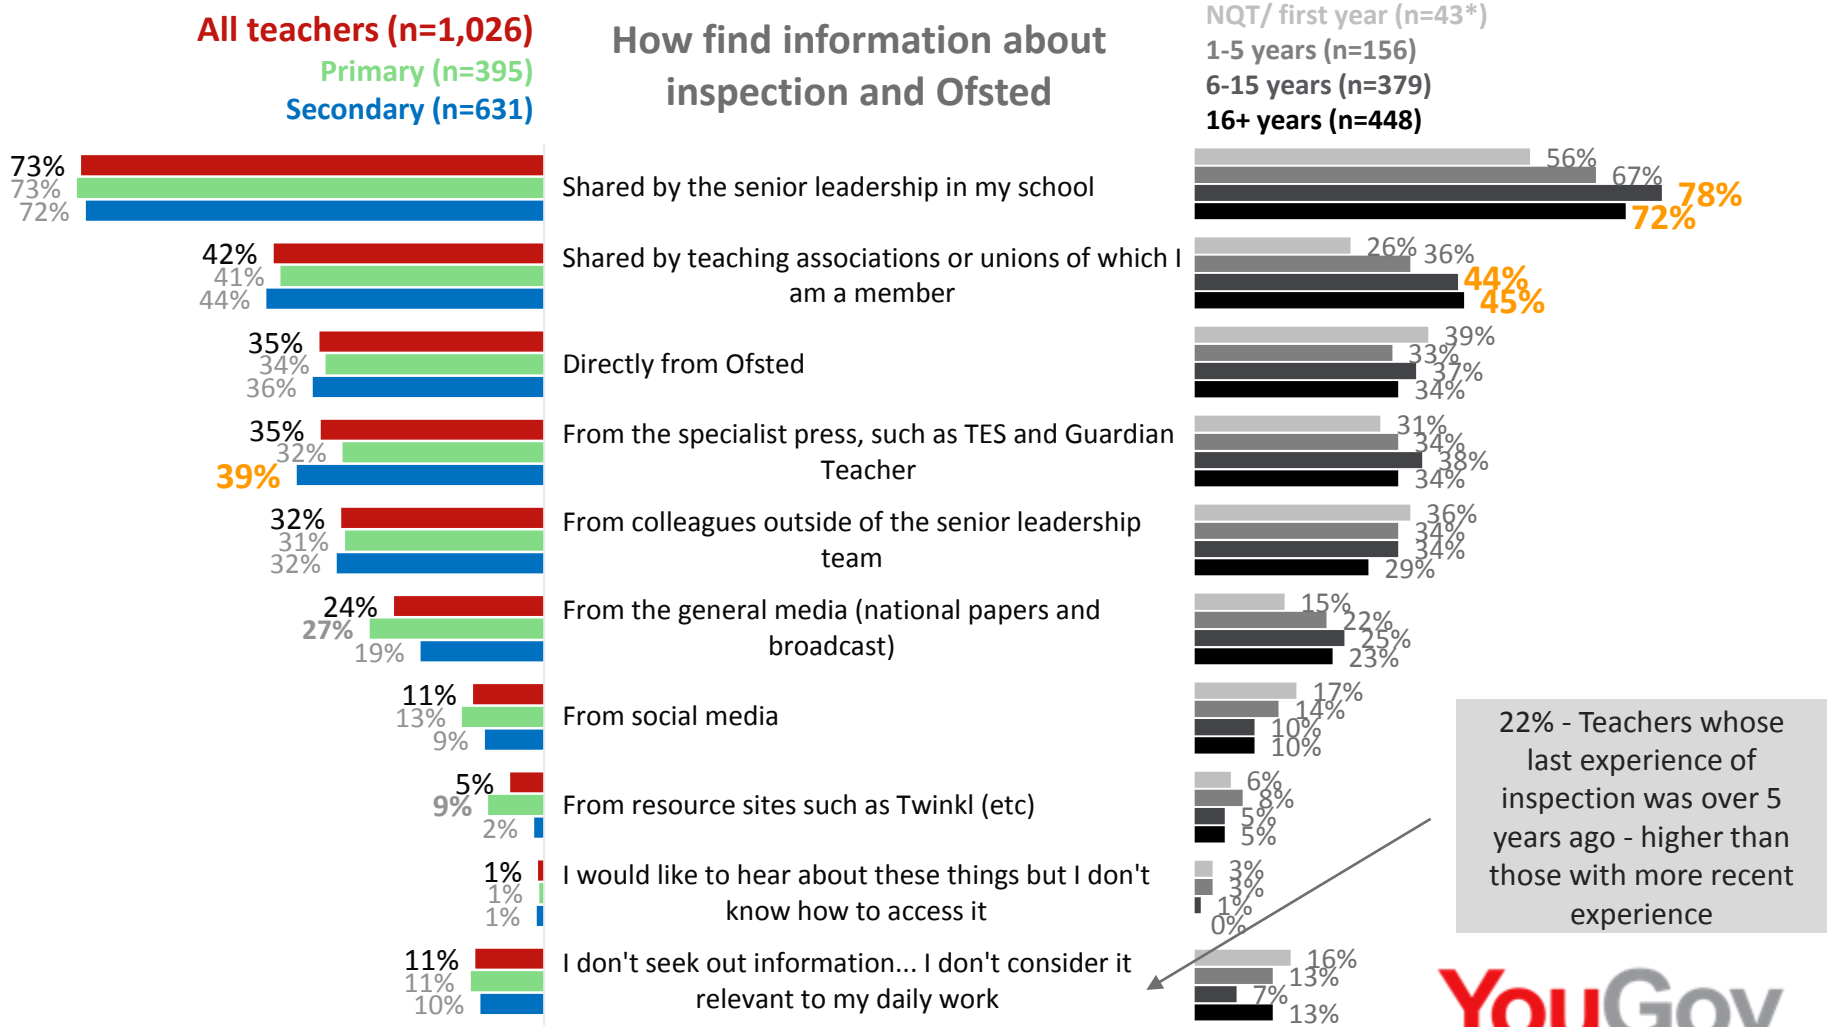 All teachers (n=1,026)
Primary (n=395)
Secondary (n=631)
How find information about
inspection and Ofsted
NQT/ first year (n=43*)
1-5 years (n=156)
6-15 years (n=379)
16+ years (n=448)
73%
73%
72%
Shared by the senior leadership in my school
56%
67%
78%
72%
42%
41%
44%
Shared by teaching associations or unions of which I
am a member
26%
36%
44%
45%
35%
34%
36%
Directly from Ofsted
39%
33%
37%
34%
35%
32%
39%
From the specialist press, such as TES and Guardian
Teacher
31%
34%
38%
34%
32%
31%
32%
From colleagues outside of the senior leadership
team
36%
34%
34%
29%
24%
27%
19%
From the general media (national papers and
broadcast)
15%
22%
25%
23%
11%
13%
9%
From social media
17%
14%
10%
10%
5%
9%
2%
From resource sites such as Twinkl (etc)
6%
8%
5%
5%
1%
1%
1%
I would like to hear about these things but I don't
know how to access it
3%
3%
1%
0%
11%
11%
10%
I don't seek out information... I don't consider it
relevant to my daily work
16%
13%
7%
13%
22% - Teachers whose
last experience of
inspection was over 5
years ago - higher than
those with more recent
experience
YouGov